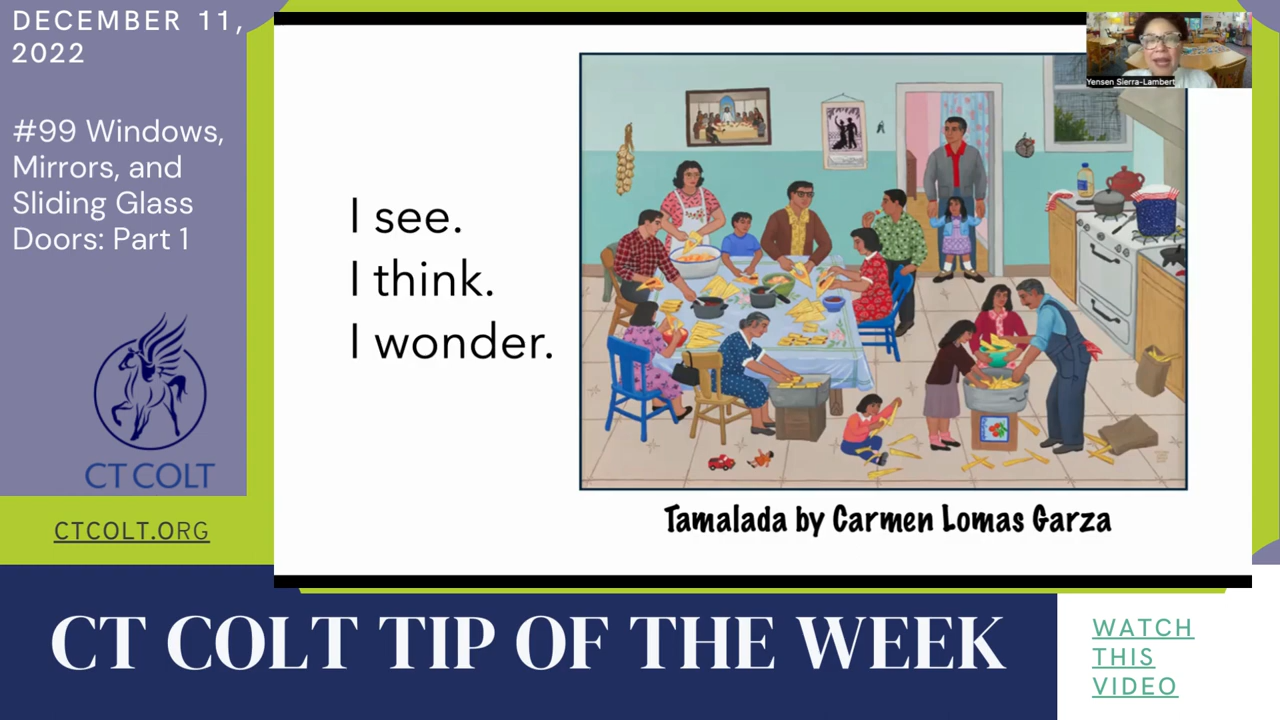 DECEMBER 11,
2022
#99 Windows,
Mirrors, and
Sliding Glass
Doors: Part 1
CT COLT
CTCOLT.ORG
I see.
I think.
I wonder.
Yensen Sierra-Lambert
Tamalada by Carmen Lomas Garza
CT COLT TIP OF THE WEEK
WATCH
THIS
VIDEO